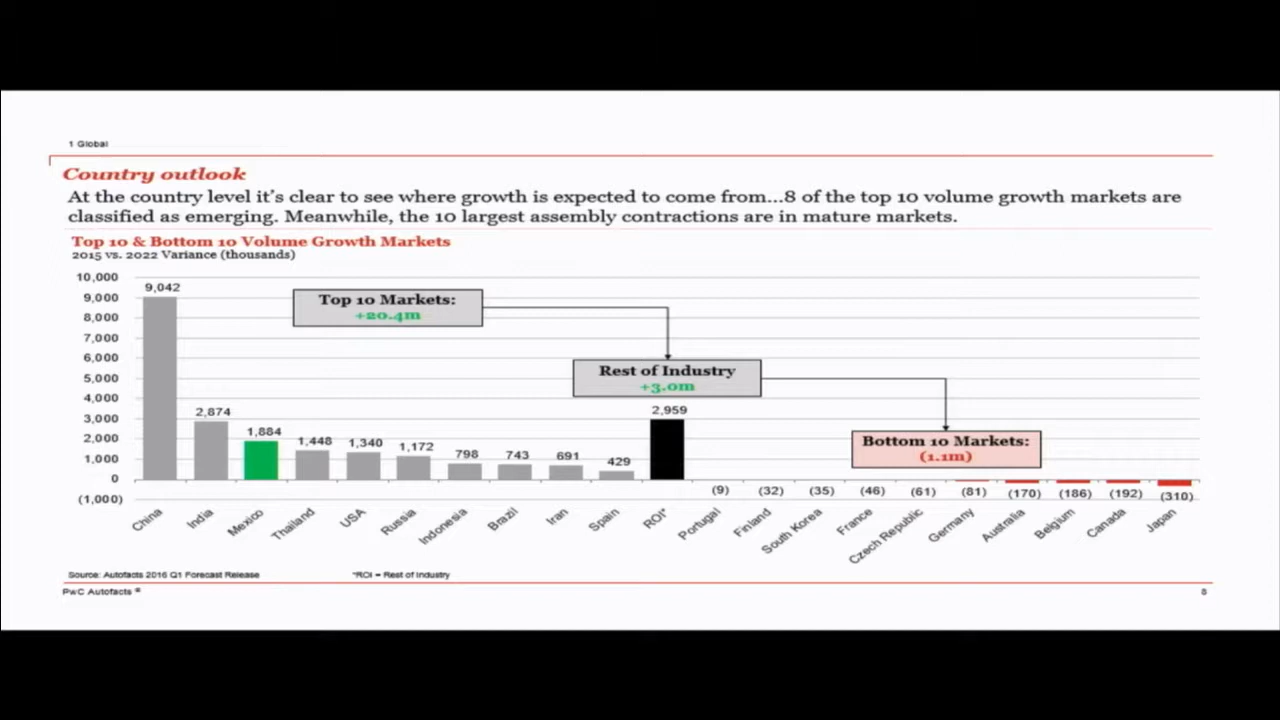 1 Global
Country outlook
At the country level it's clear to see where growth is expected to come from...8 of the top 10 volume growth markets are
classified as emerging. Meanwhile, the 10 largest assembly contractions are in mature markets.
Top 10 & Bottom 10 Volume Growth Markets
2015 vs. 2022 Variance (thousands)
10,000
9,000
8,000
7,000
6,000
5,000
4,000
3,000
2,000
1,000
0
(1,000)
9,042
2,874
1,884
1,448
1,340
1,172
798
743
691
429
2,959
(9)
(32)
(35)
(46)
(61)
(81)
(170)
(186)
(192)
(310)
Top 10 Markets:
+20.4m
Rest of Industry
+3.0m
Bottom 10 Markets:
(1.1m)
China
India
Mexico
Thailand
USA
Russia
Indonesia
Brazil
Iran
Spain
ROI*
Portugal
Finland
South Korea
France
Czech Republic
Germany
Australia
Belgium
Canada
Japan
Source: Autofacts 2016 Q1 Forecast Release
*ROI = Rest of Industry
PwC Autofacts ®
8